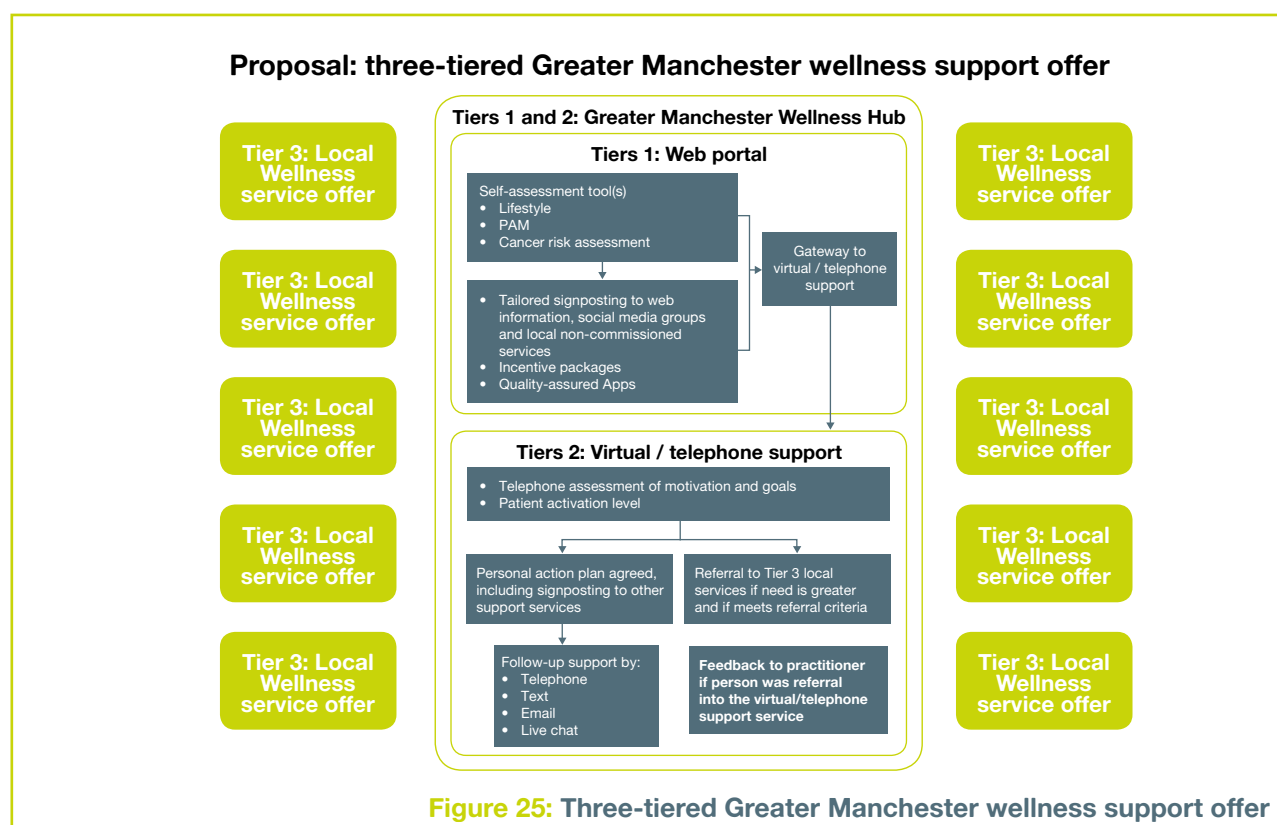 Proposal: three-tiered Greater Manchester wellness support offer
Tier 3: Local
Wellness
service offer
Tier 3: Local
Wellness
service offer
Tier 3: Local
Wellness
service offer
Tier 3: Local
Wellness
service offer
Tier 3: Local
Wellness
service offer
Tiers 1 and 2: Greater Manchester Wellness Hub
Tiers 1: Web portal
Self-assessment tool(s)
• Lifestyle
• PAM
• Cancer risk assessment
• Tailored signposting to web
information, social media groups
and local non-commissioned
services
• Incentive packages
• Quality-assured Apps
Gateway to
virtual / telephone
support
Tiers 2: Virtual / telephone support
• Telephone assessment of motivation and goals
• Patient activation level
Personal action plan agreed,
including signposting to other
support services
Referral to Tier 3 local
services if need is greater
and if meets referral criteria
Follow-up support by:
• Telephone
• Text
• Email
• Live chat
Feedback to practitioner
if person was referral
into the virtual/telephone
support service
Tier 3: Local
Wellness
service offer
Tier 3: Local
Wellness
service offer
Tier 3: Local
Wellness
service offer
Tier 3: Local
Wellness
service offer
Tier 3: Local
Wellness
service offer
Figure 25: Three-tiered Greater Manchester wellness support offer